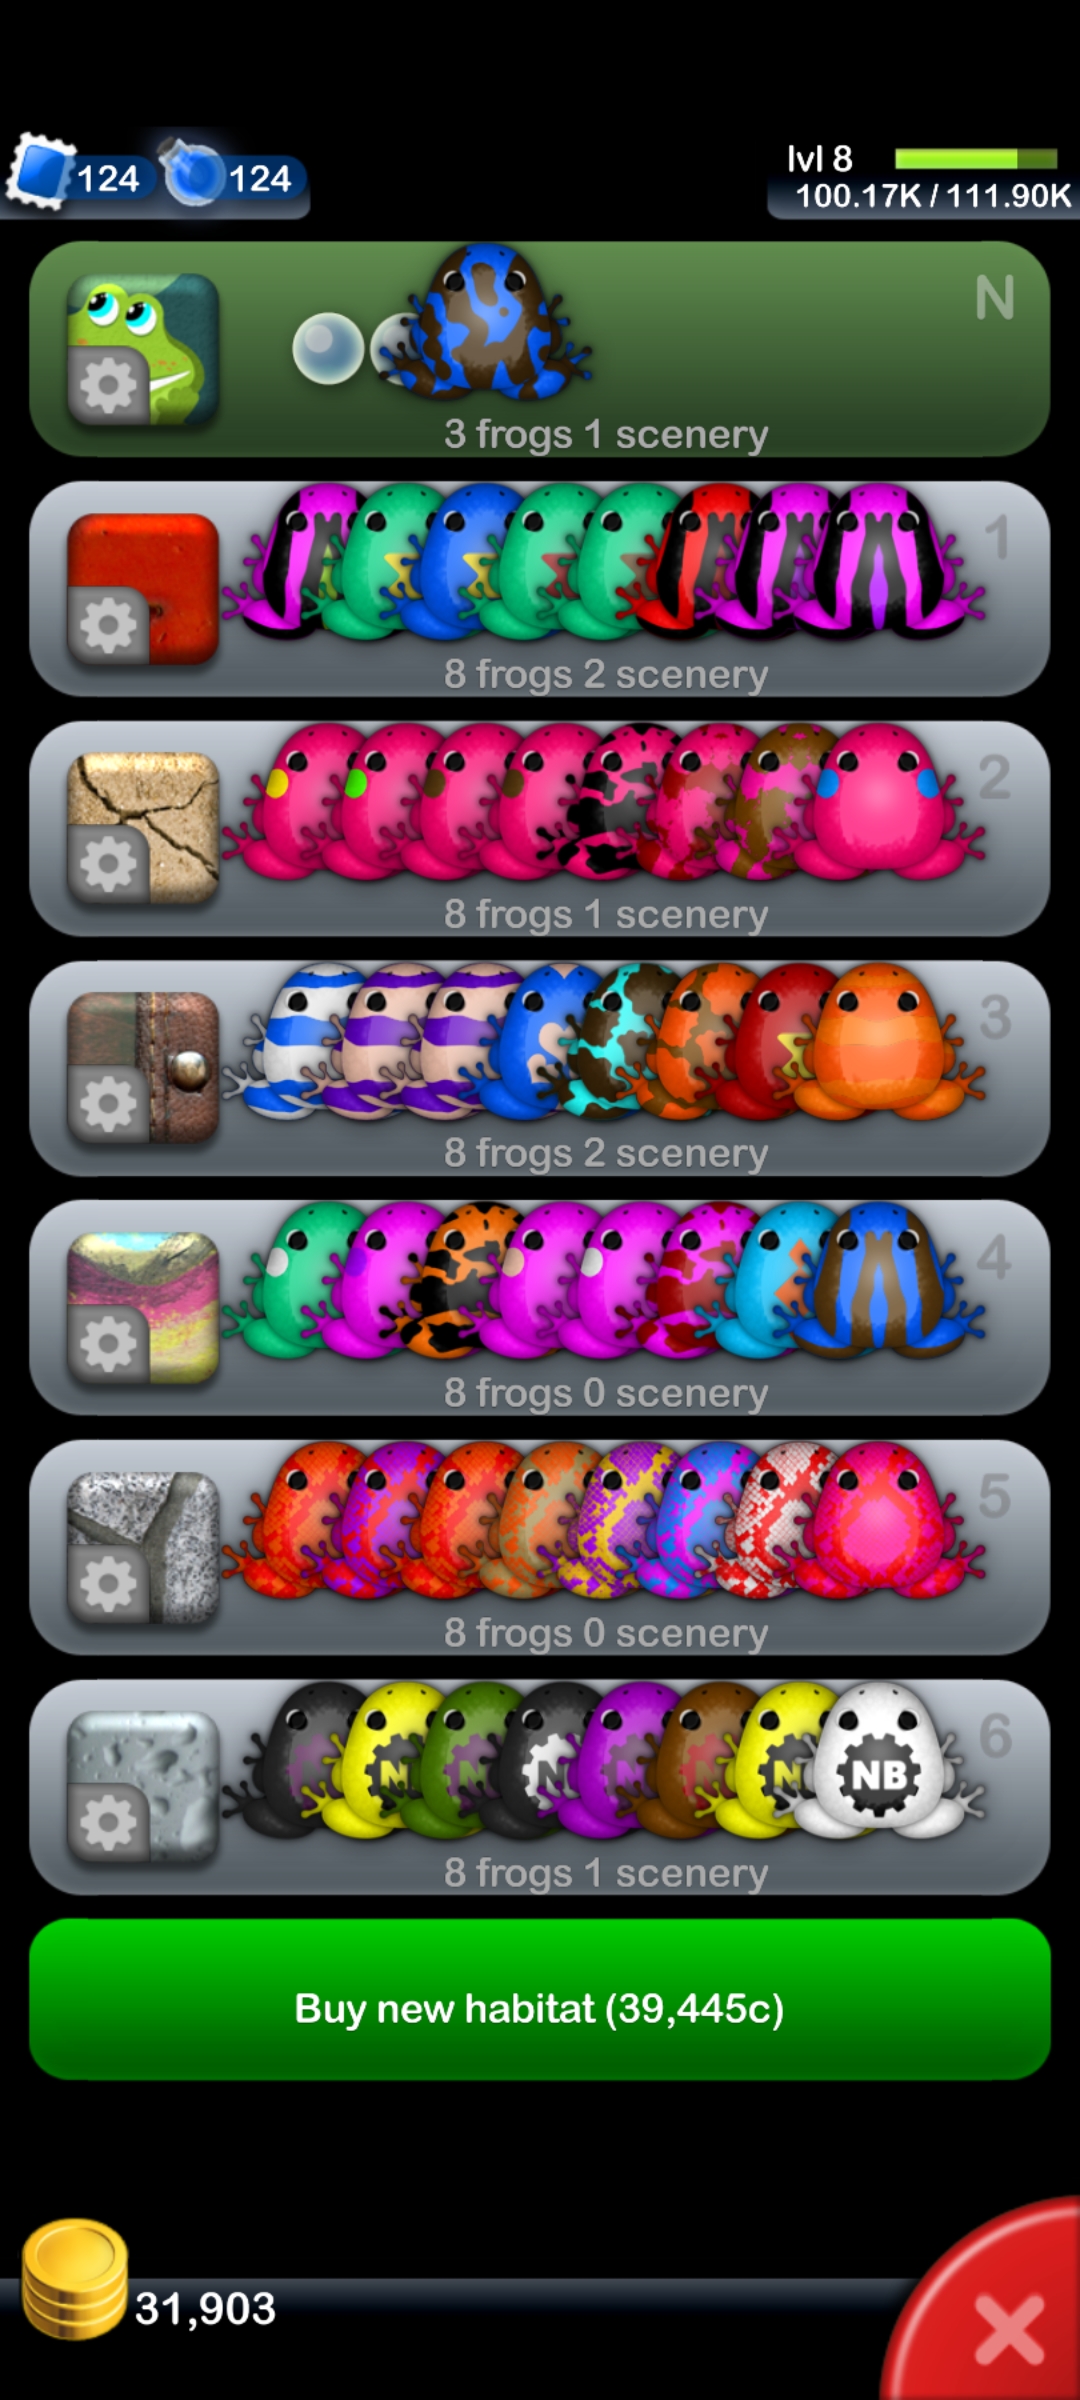 124 124
lvl 8
100.17K / 111.90K
N
3 frogs 1 scenery
1
8 frogs 2 scenery
2
8 frogs 1 scenery
3
8 frogs 2 scenery
4
8 frogs 0 scenery
5
8 frogs 0 scenery
6
N N N N N N NB
8 frogs 1 scenery
Buy new habitat (39,445c)
31,903